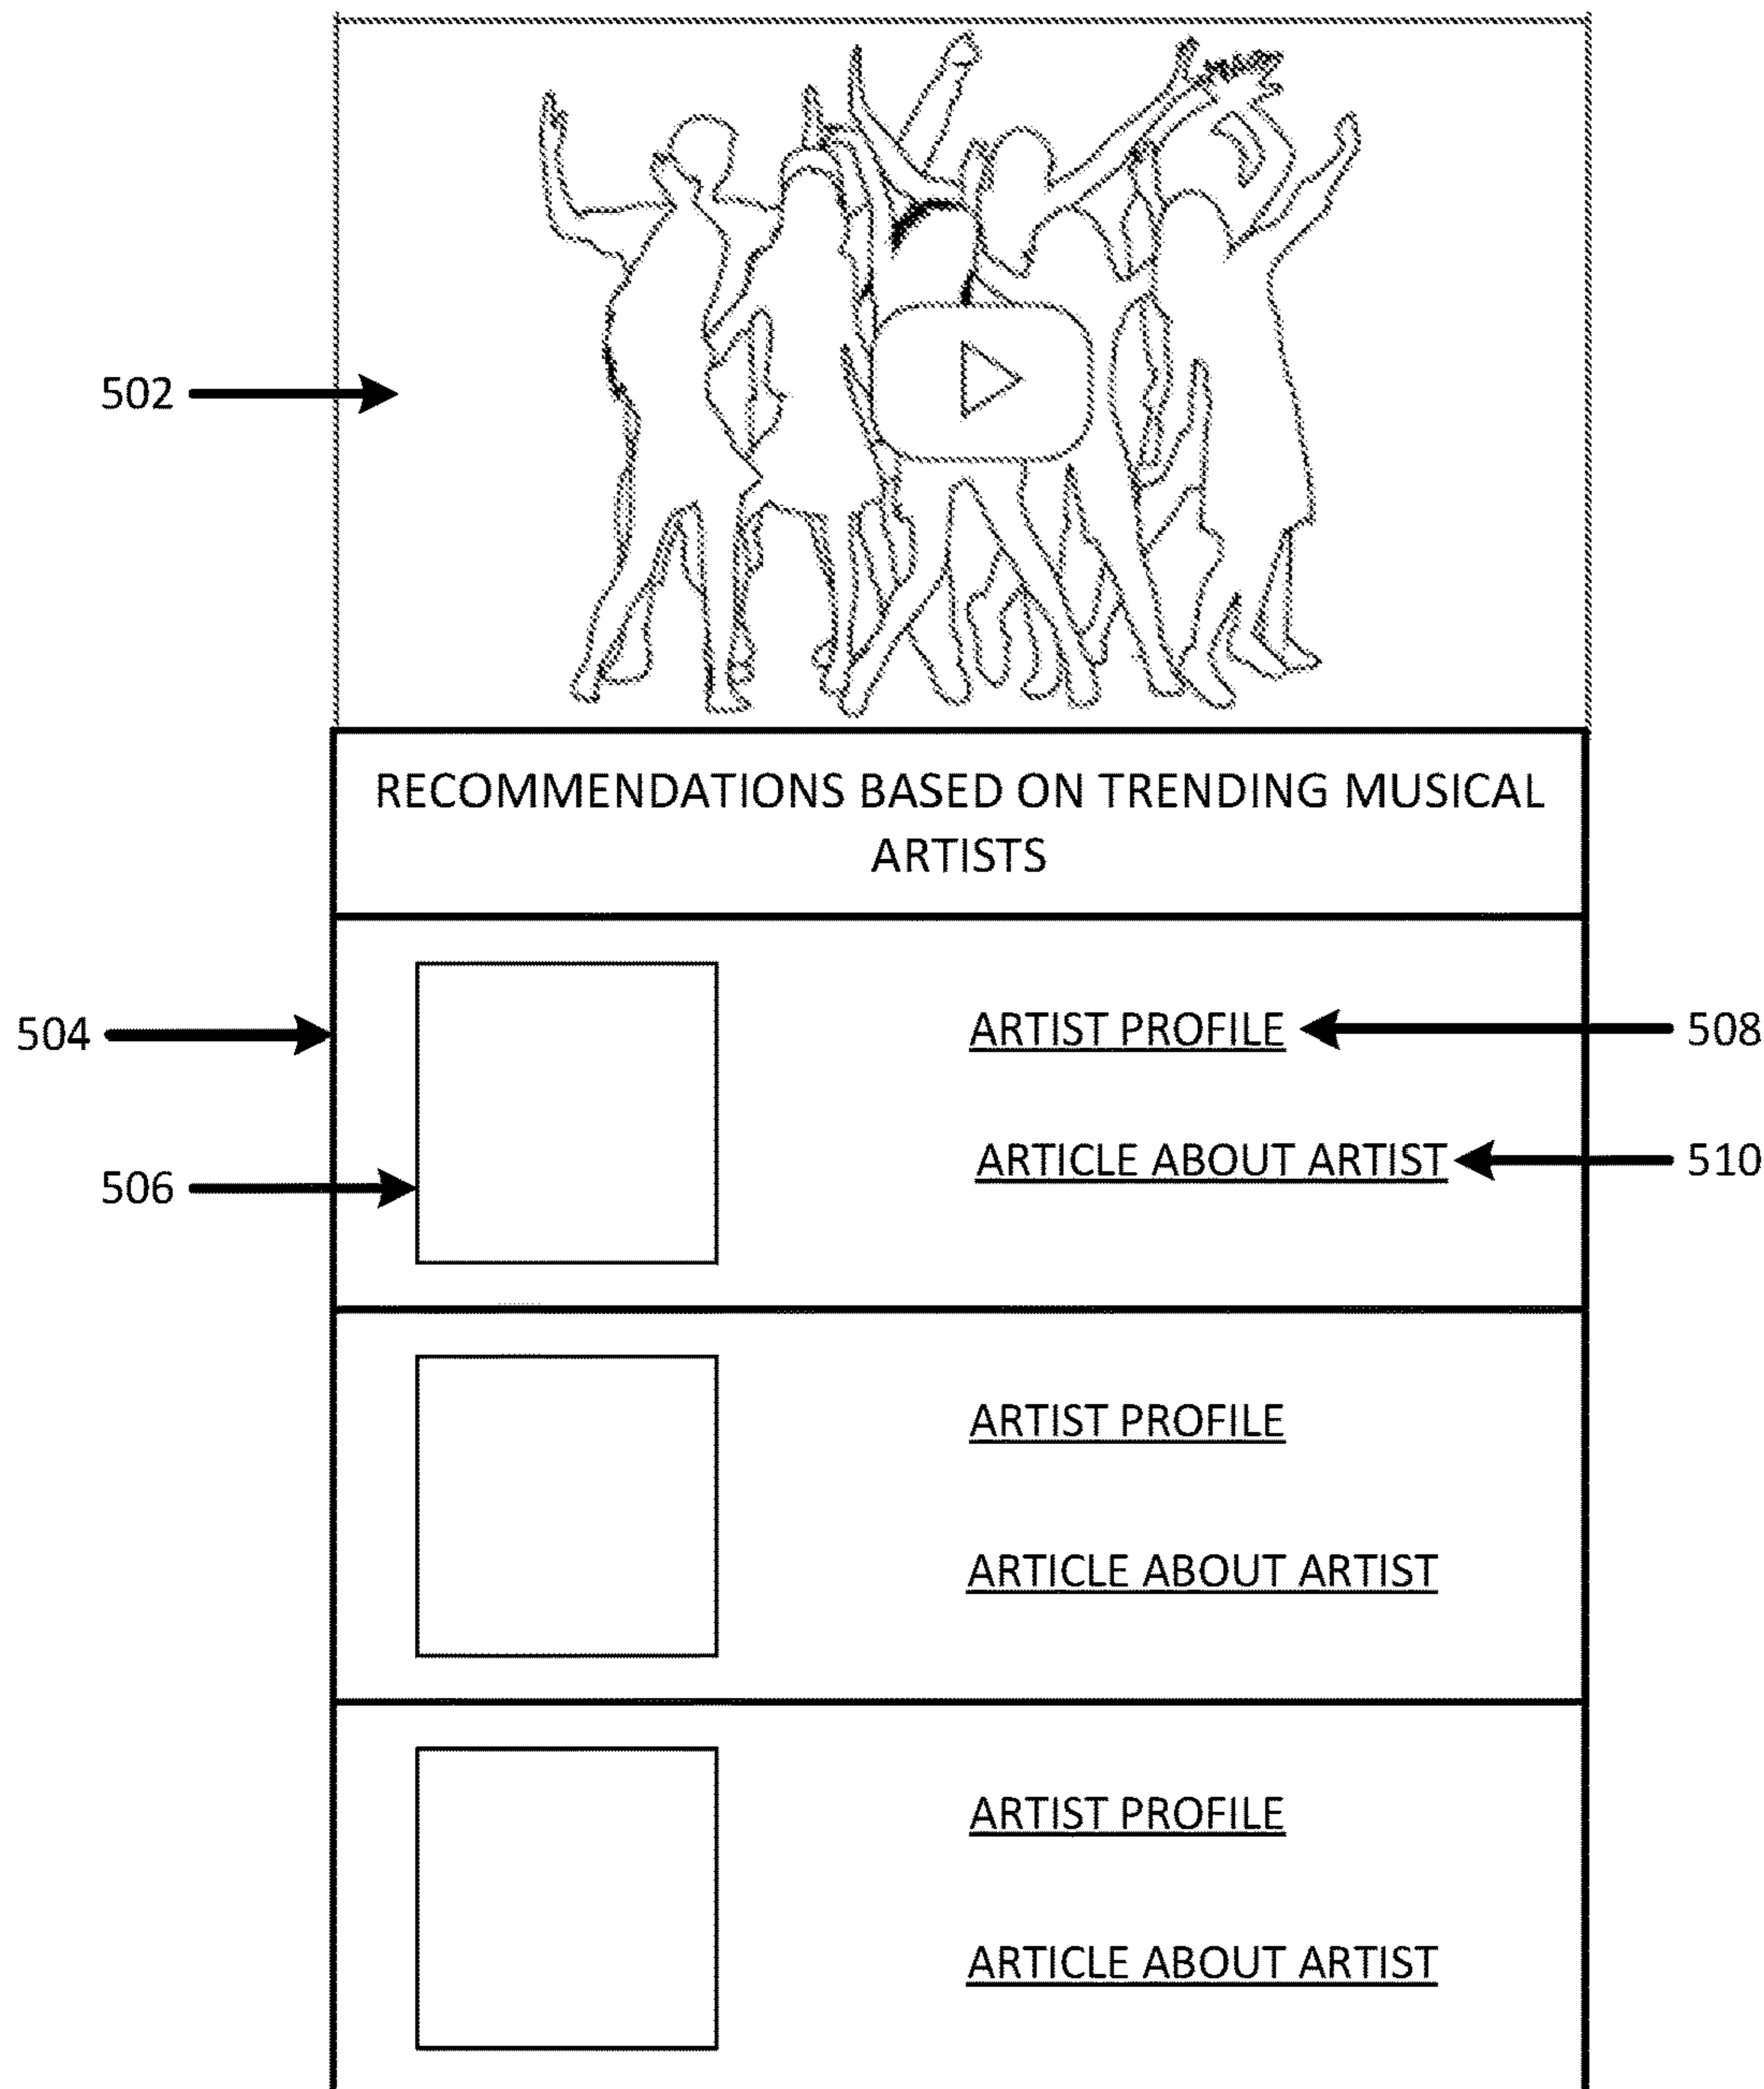 502
RECOMMENDATIONS BASED ON TRENDING MUSICAL
ARTISTS
504
ARTIST PROFILE
508
506
ARTICLE ABOUT ARTIST
510
ARTIST PROFILE
ARTICLE ABOUT ARTIST
ARTIST PROFILE
ARTICLE ABOUT ARTIST